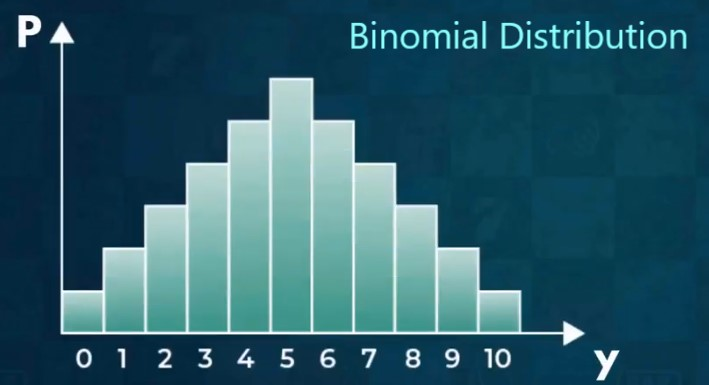 P
Binomial Distribution
0 1 2 3 4 5 6 7 8 9 10
y